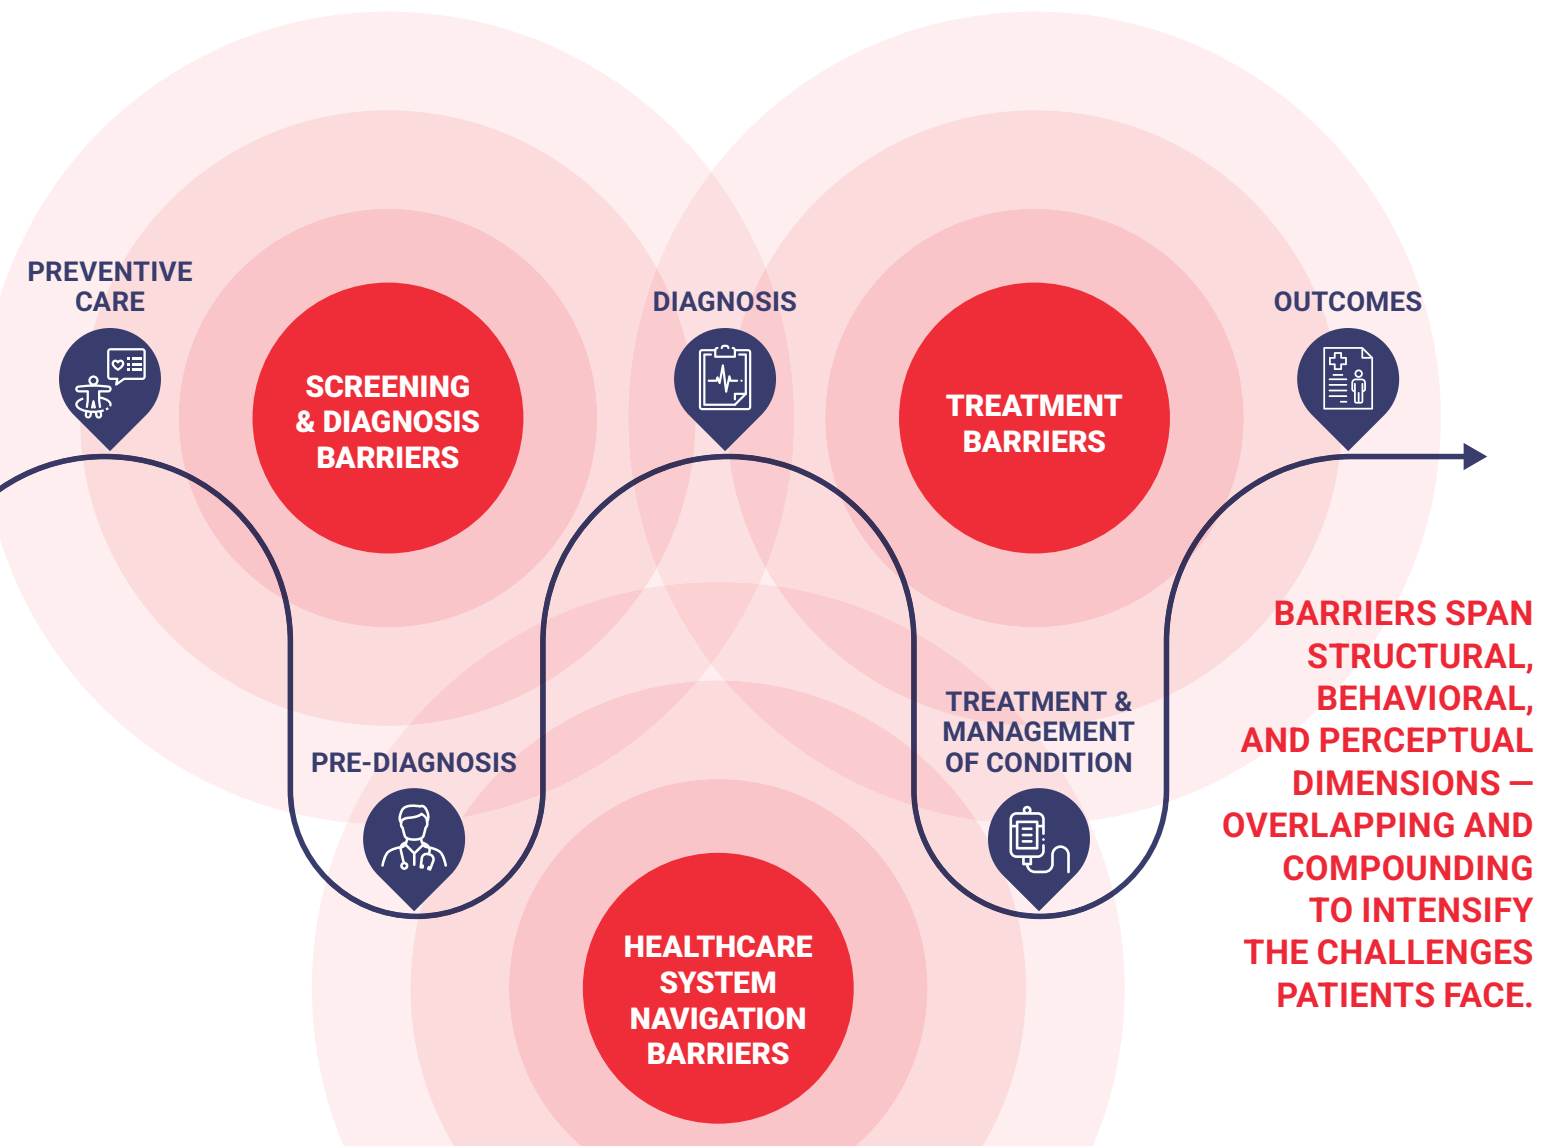 PREVENTIVE
CARE
SCREENING
& DIAGNOSIS
BARRIERS
DIAGNOSIS
TREATMENT
BARRIERS
OUTCOMES
PRE-DIAGNOSIS
TREATMENT &
MANAGEMENT
OF CONDITION
HEALTHCARE
SYSTEM
NAVIGATION
BARRIERS
BARRIERS SPAN
STRUCTURAL,
BEHAVIORAL,
AND PERCEPTUAL
DIMENSIONS —
OVERLAPPING AND
COMPOUNDING
TO INTENSIFY
THE CHALLENGES
PATIENTS FACE.